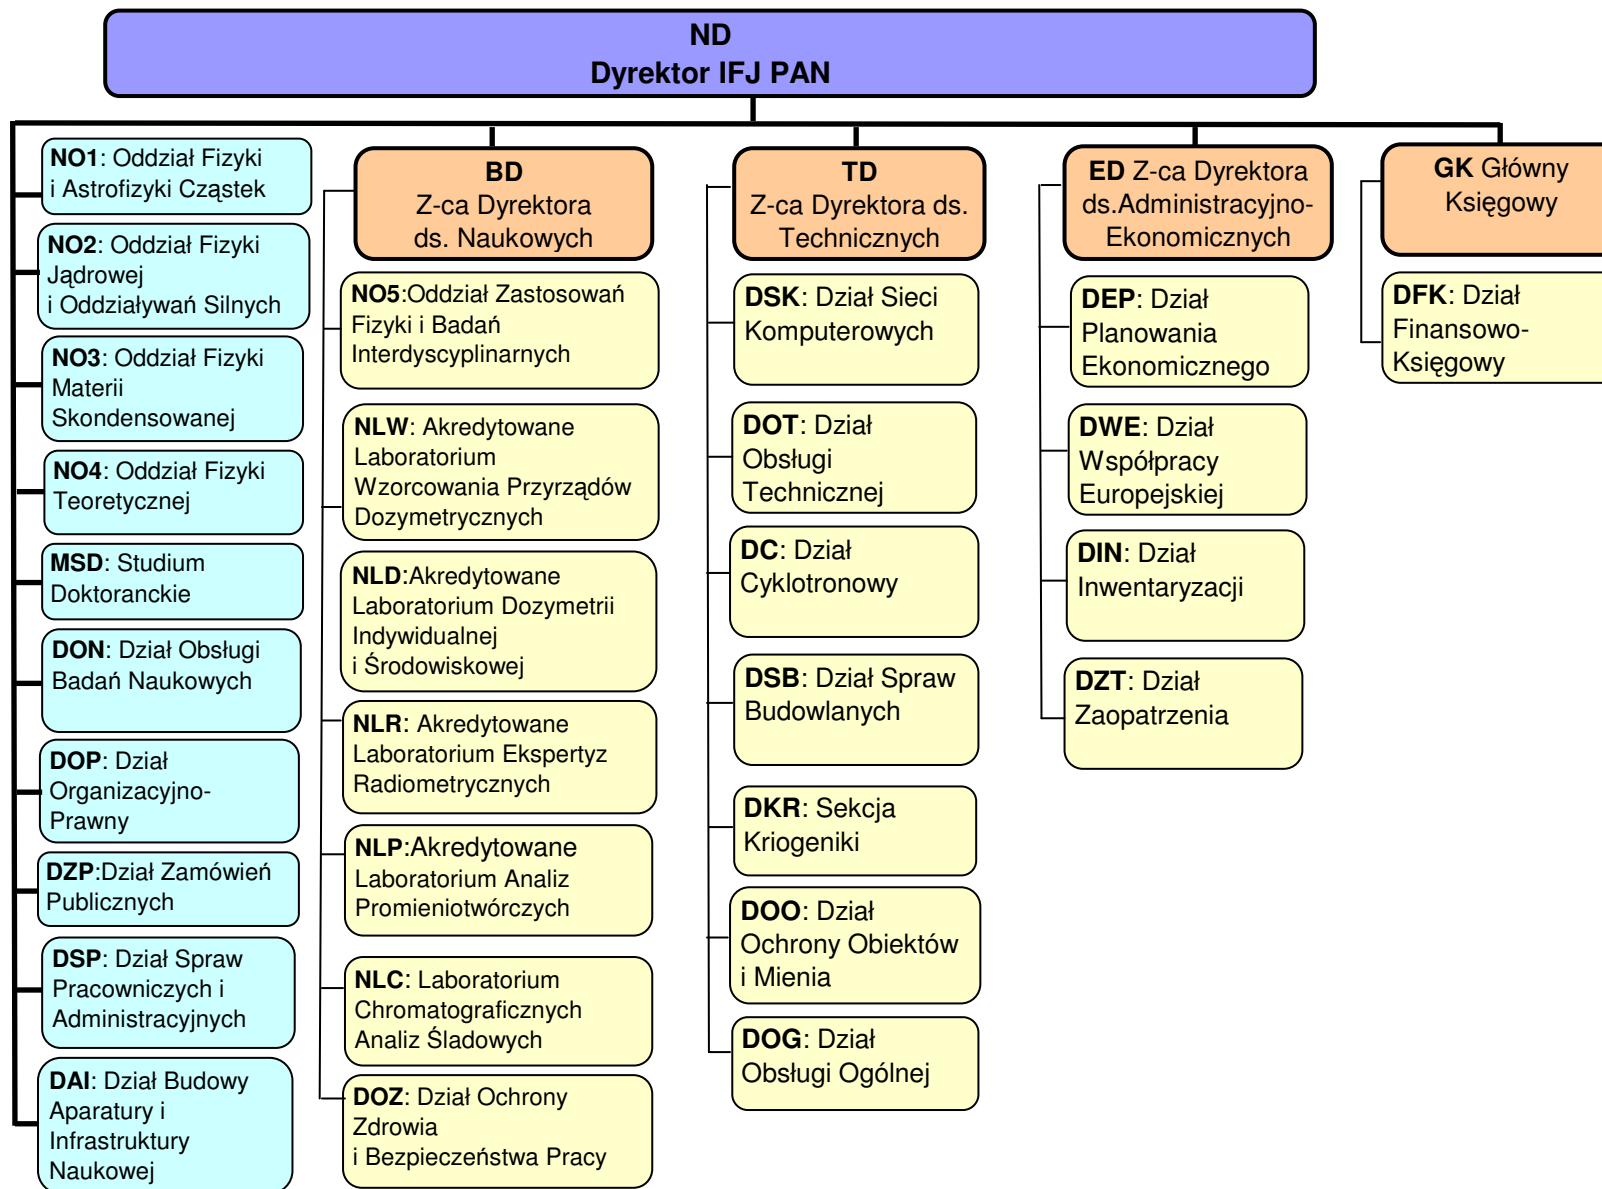 ND
Dyrektor IFJ PAN
NO1: Oddział Fizyki
i Astrofizyki Cząstek
NO2: Oddział Fizyki
Jądrowej
i Oddziaływań Silnych
NO3: Oddział Fizyki
Materii
Skondensowanej
NO4: Oddział Fizyki
Teoretycznej
MSD: Studium
Doktoranckie
DON: Dział Obsługi
Badań Naukowych
DOP: Dział
Organizacyjno-
Prawny
DZP:Dział Zamówień
Publicznych
DSP: Dział Spraw
Pracowniczych i
Administracyjnych
DAI: Dział Budowy
Aparatury i
Infrastruktury
Naukowej
BD
Z-ca Dyrektora
ds. Naukowych
NO5:Oddział Zastosowań
Fizyki i Badań
Interdyscyplinarnych
NLW: Akredytowane
Laboratorium
Wzorcowania Przyrządów
Dozymetrycznych
NLD:Akredytowane
Laboratorium Dozymetrii
Indywidualnej
i Środowiskowej
NLR: Akredytowane
Laboratorium Ekspertyz
Radiometrycznych
NLP:Akredytowane
Laboratorium Analiz
Promieniotwórczych
NLC: Laboratorium
Chromatograficznych
Analiz Śladowych
DOZ: Dział Ochrony
Zdrowia
i Bezpieczeństwa Pracy
TD
Z-ca Dyrektora ds.
Technicznych
DSK: Dział Sieci
Komputerowych
DOT: Dział
Obsługi
Technicznej
DC: Dział
Cyklotronowy
DSB: Dział Spraw
Budowlanych
DKR: Sekcja
Kriogeniki
DOO: Dział
Ochrony Obiektów
i Mienia
DOG: Dział
Obsługi Ogólnej
ED Z-ca Dyrektora
ds.Administracyjno-
Ekonomicznych
DEP: Dział
Planowania
Ekonomicznego
DWE: Dział
Współpracy
Europejskiej
DIN: Dział
Inwentaryzacji
DZT: Dział
Zaopatrzenia
GK Główny
Księgowy
DFK: Dział
Finansowo-
Księgowy